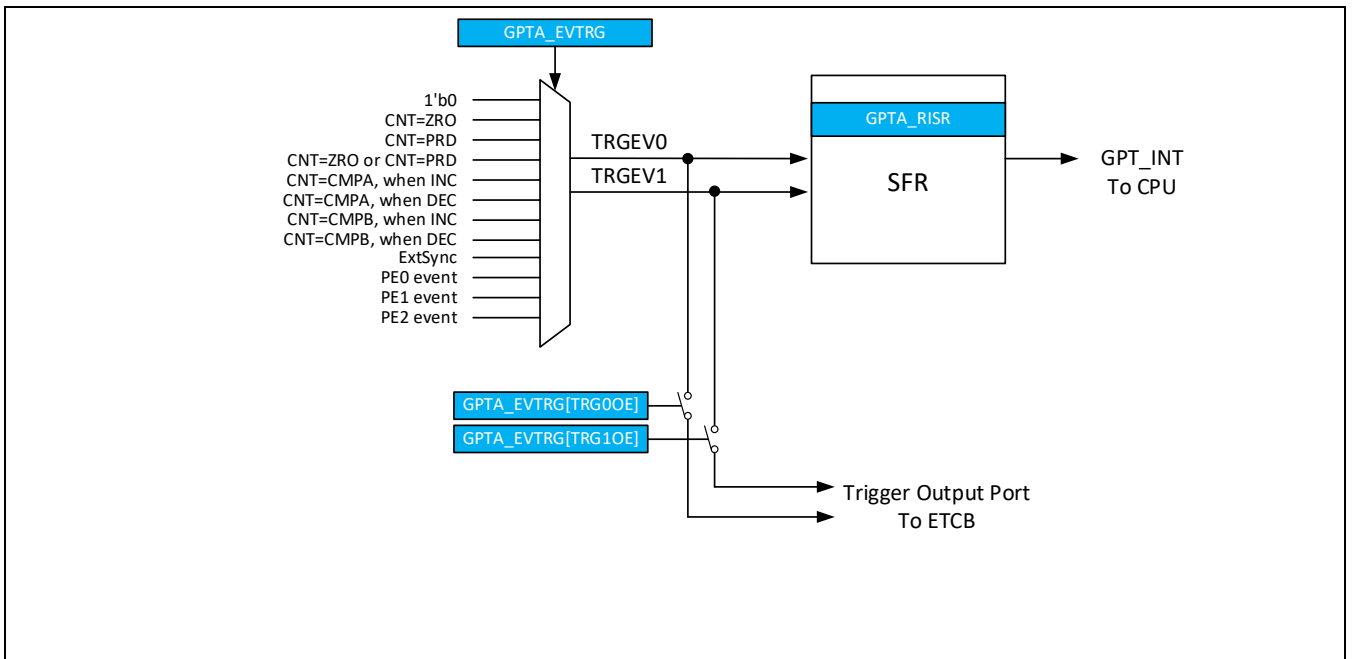 GPTA_EVTRG
1'b0
CNT=ZRO
CNT=PRD
CNT=ZRO or CNT=PRD
CNT=CMPA, when INC
CNT=CMPA, when DEC
CNT=CMPB, when INC
CNT=CMPB, when DEC
ExtSync
PE0 event
PE1 event
PE2 event
TRGEV0
TRGEV1
GPTA_RISR
SFR
GPT_INT
To CPU
GPTA_EVTRG[TRG0OE]
GPTA_EVTRG[TRG1OE]
Trigger Output Port
To ETCB